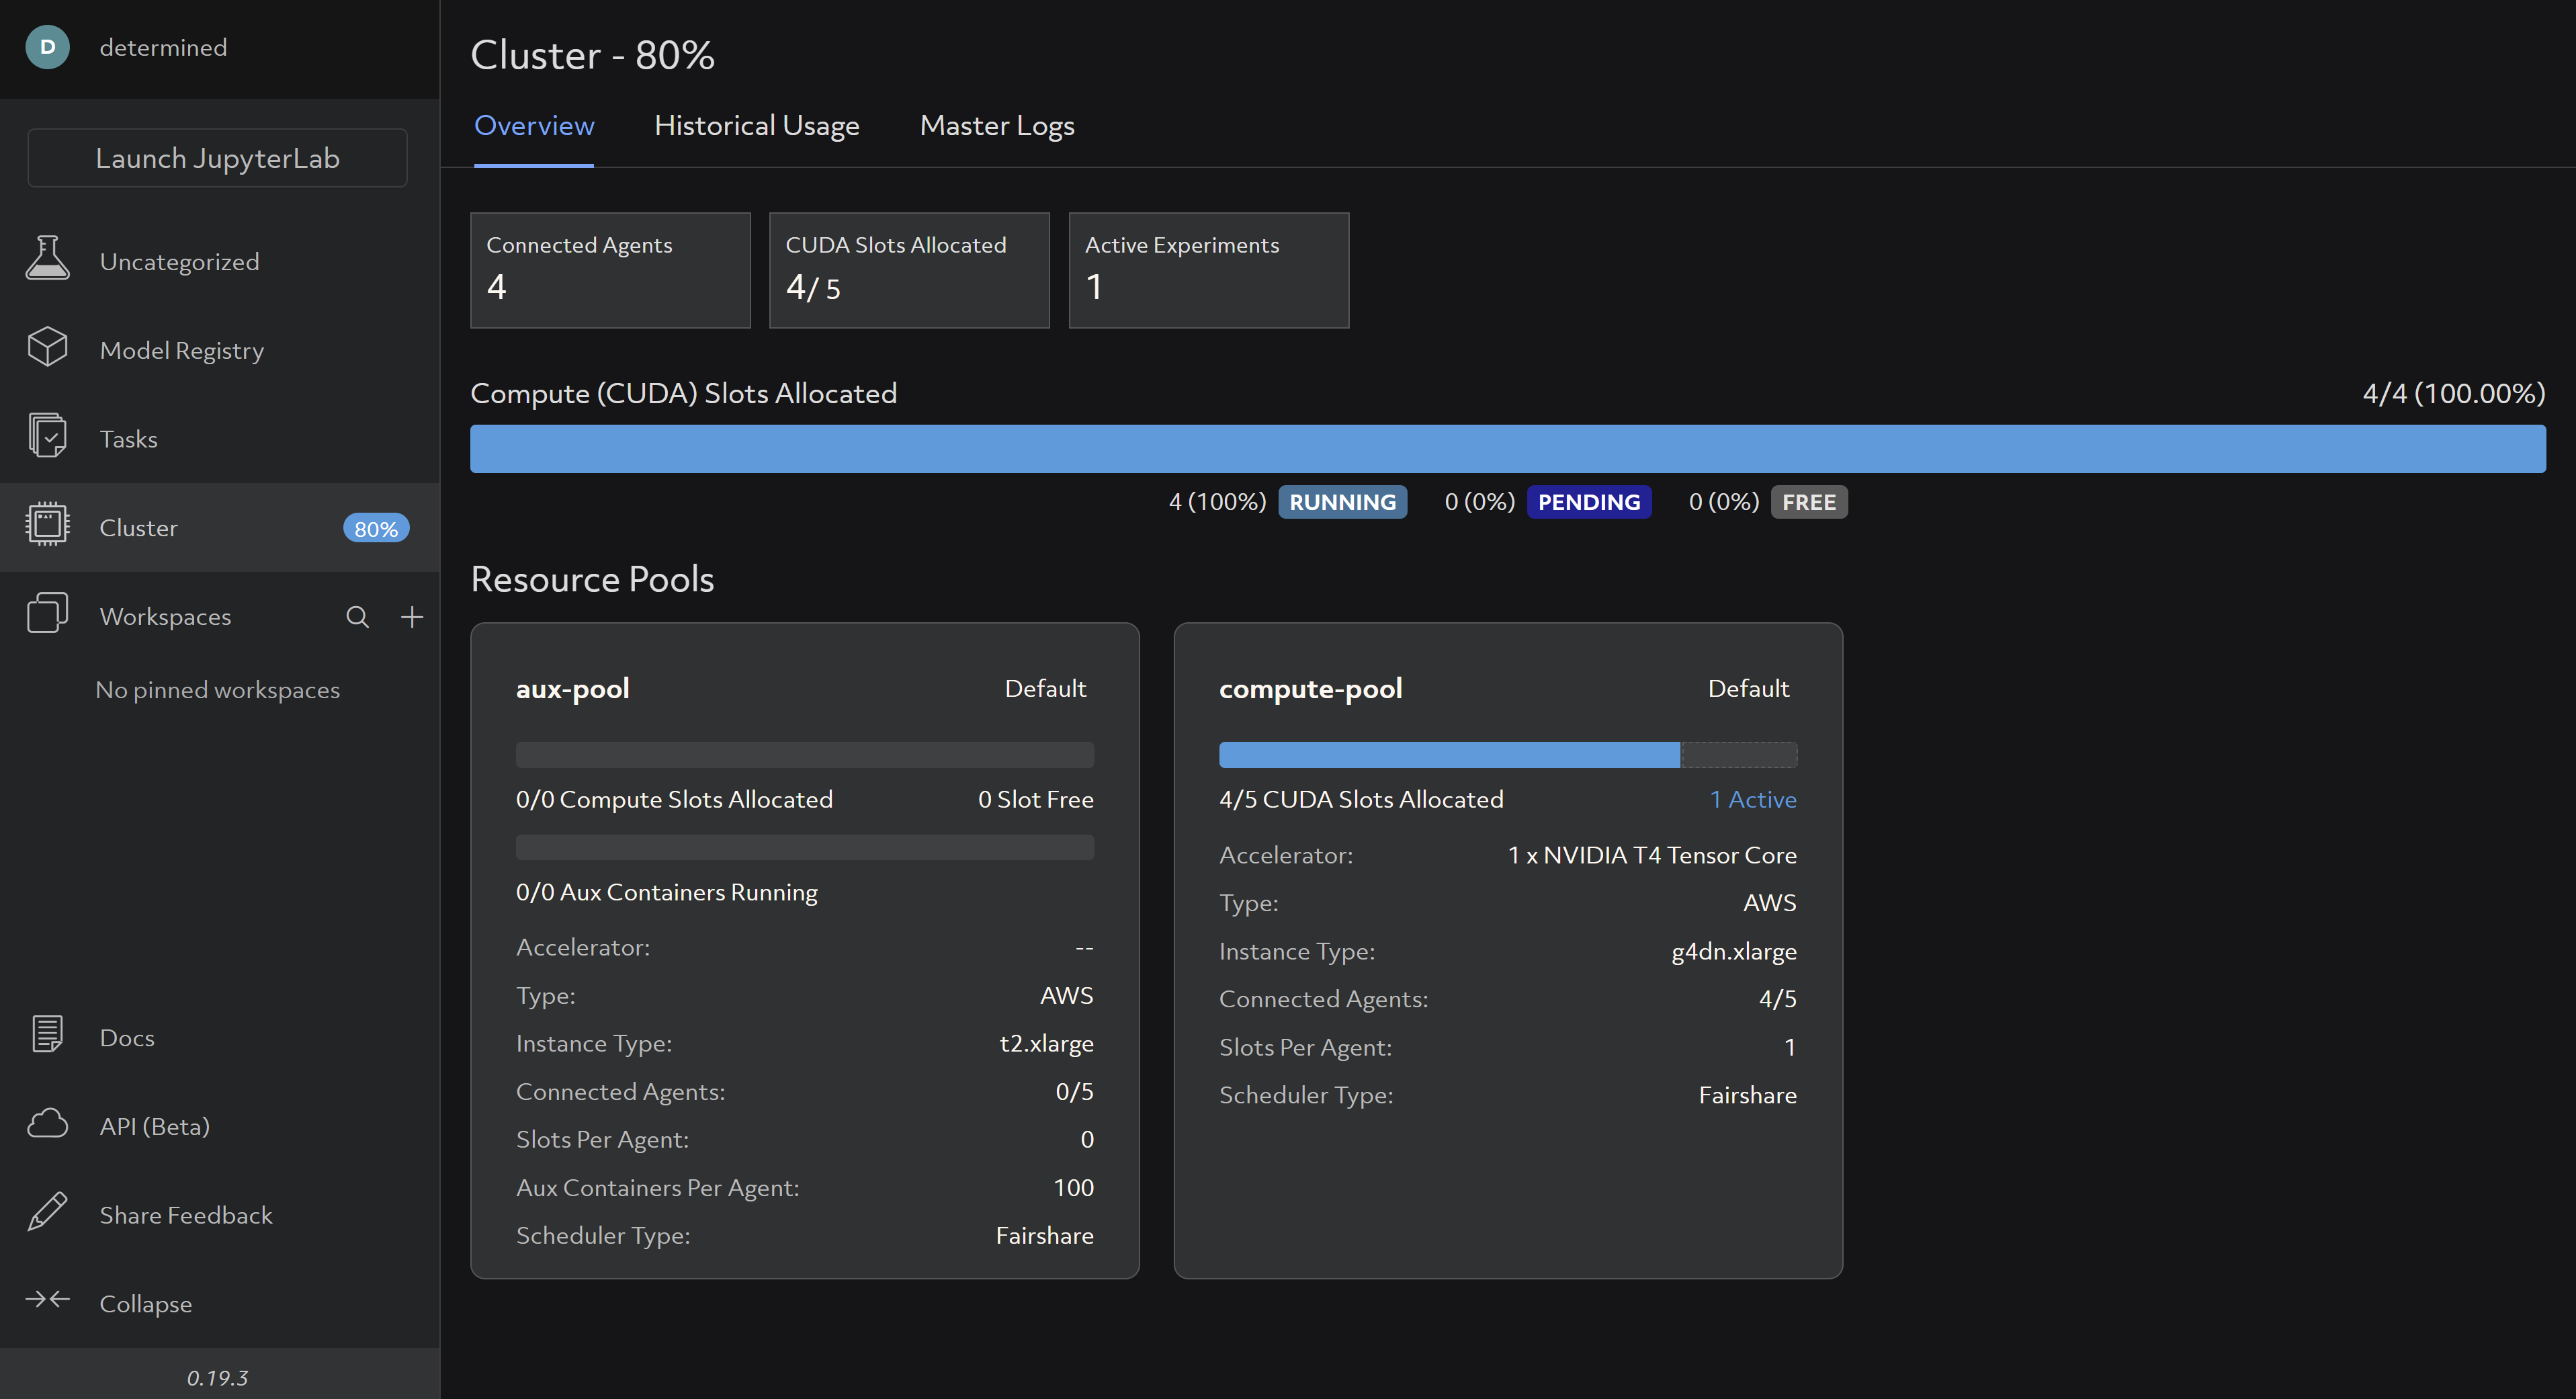 D determined
Launch JupyterLab
Uncategorized
Model Registry
Tasks
Cluster 80%
Workspaces
No pinned workspaces
Docs
API (Beta)
Share Feedback
Collapse
0.19.3
Cluster - 80%
Overview Historical Usage Master Logs
Connected Agents
4
CUDA Slots Allocated
4/ 5
Active Experiments
1
Compute (CUDA) Slots Allocated 4/4 (100.00%)
4 (100%) RUNNING 0 (0%) PENDING 0 (0%) FREE
Resource Pools
aux-pool Default
0/0 Compute Slots Allocated 0 Slot Free
0/0 Aux Containers Running
Accelerator: --
Type: AWS
Instance Type: t2.xlarge
Connected Agents: 0/5
Slots Per Agent: 0
Aux Containers Per Agent: 100
Scheduler Type: Fairshare
compute-pool Default
4/5 CUDA Slots Allocated 1 Active
Accelerator: 1 x NVIDIA T4 Tensor Core
Type: AWS
Instance Type: g4dn.xlarge
Connected Agents: 4/5
Slots Per Agent: 1
Scheduler Type: Fairshare